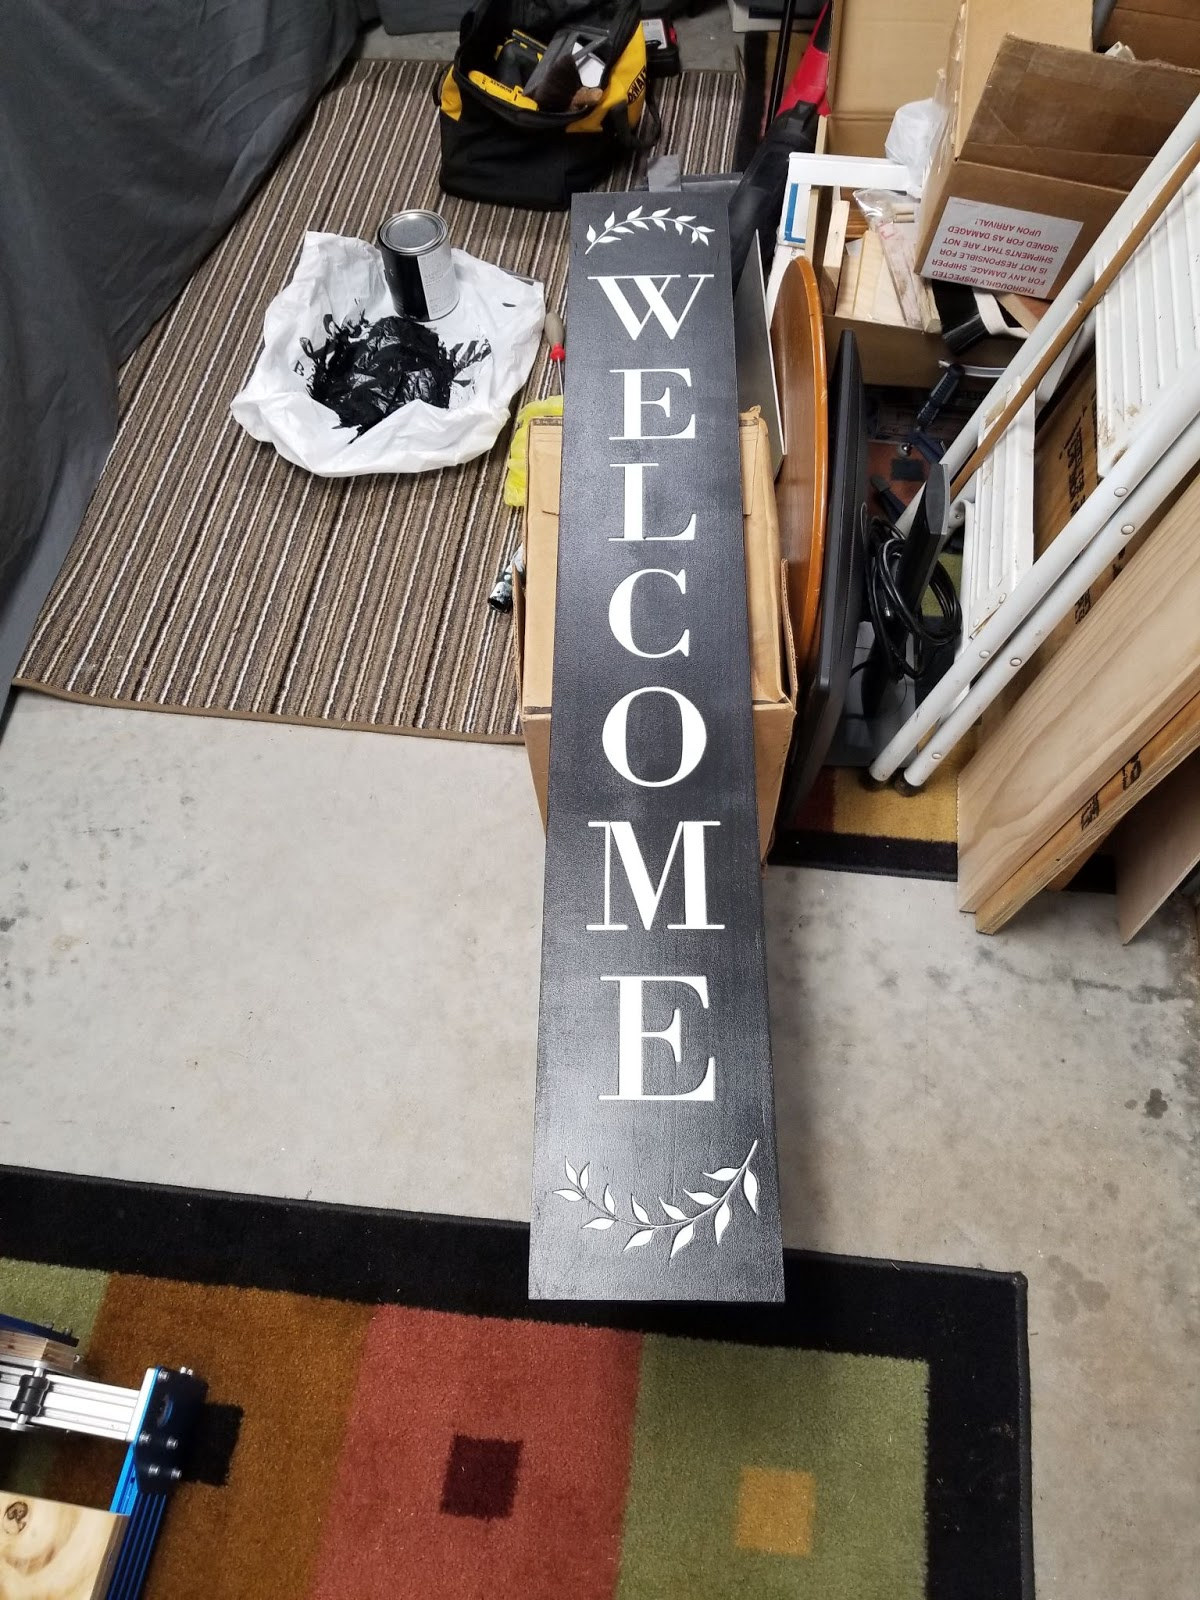 W
E
L
C
O
M
E
DEWALT
THOROUGHLY INSPECTED
FOR ANY DAMAGE. SHIPPER
IS NOT RESPONSIBLE FOR
SHIPMENTS THAT ARE NOT
SIGNED FOR AS DAMAGED
UPON ARRIVAL!